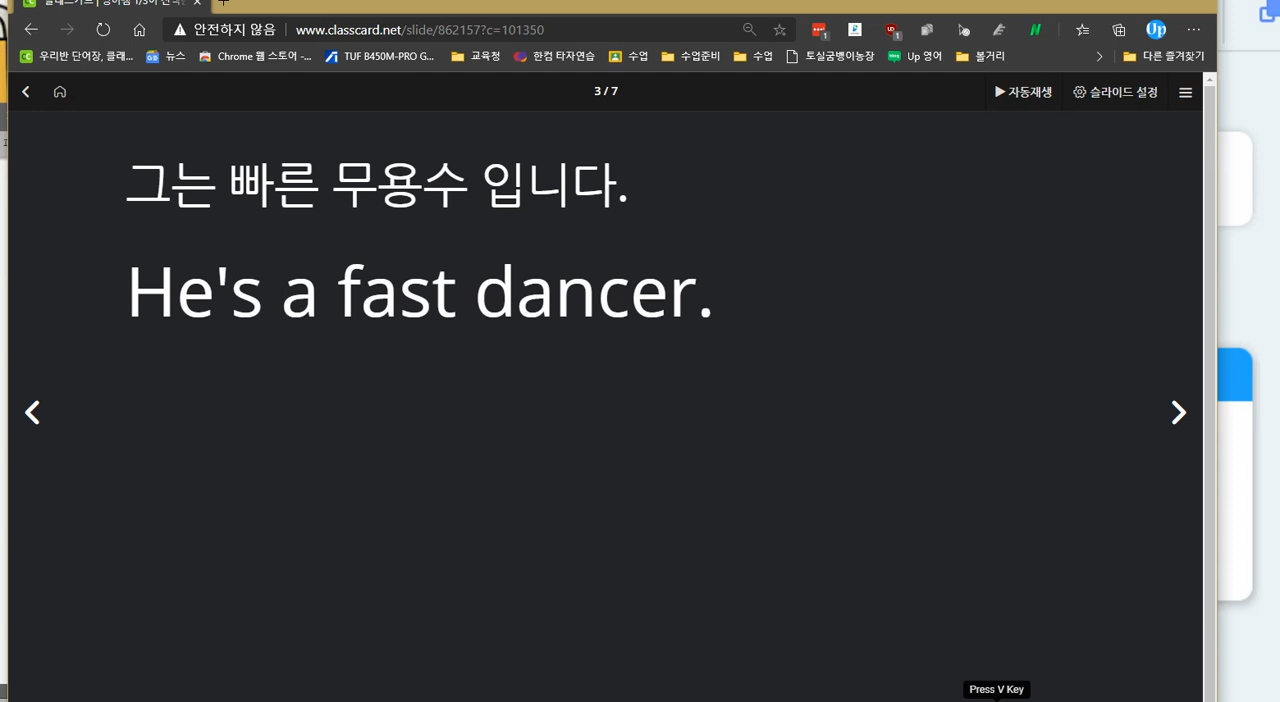 안전하지 않음 www.classcard.net/slide/862157?c=101350
우리반 단어장, 클래... 뉴스 Chrome 웹 스토어 -... TUF B450M-PRO G... 교육청 한컴 타자연습 수업 수업준비 수업 토실굼벵이농장 Up 영어 볼거리 다른 즐겨찾기
3 / 7 자동재생 슬라이드 설정
그는 빠른 무용수 입니다.
He's a fast dancer.
Press V Key